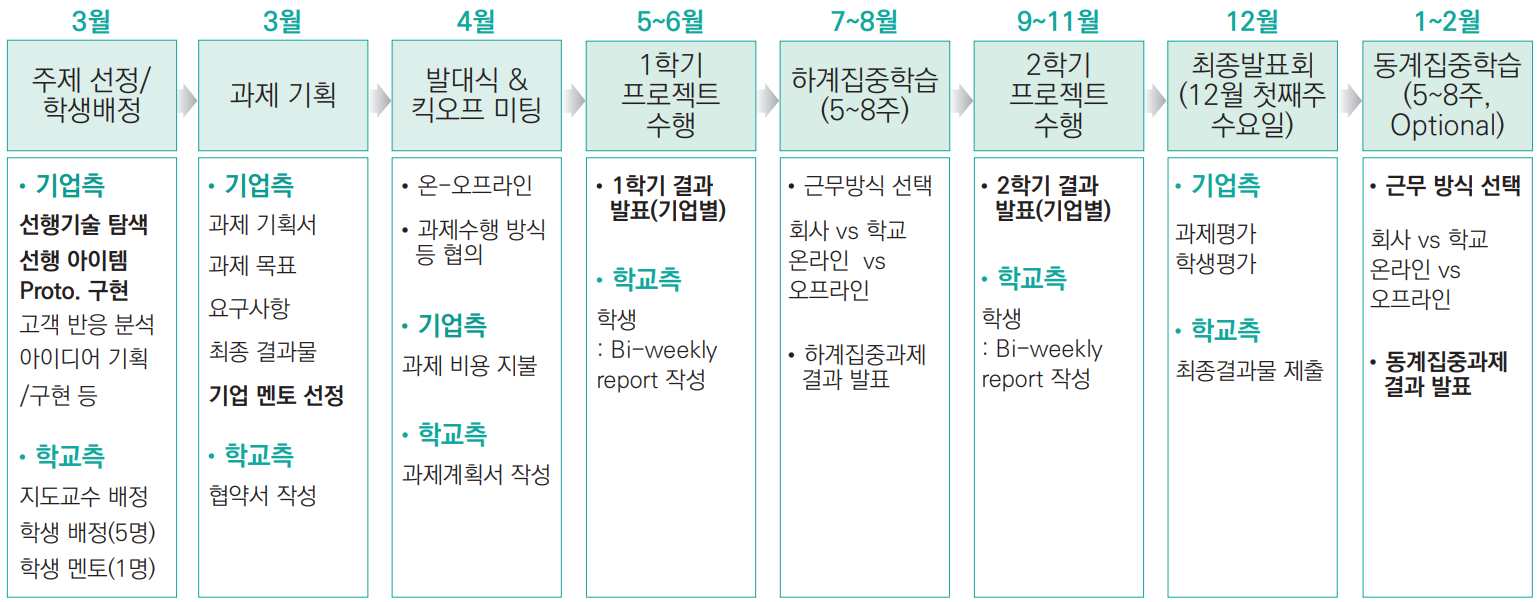 3월
주제 선정/
학생배정
• 기업측
선행기술 탐색
선행 아이템
Proto. 구현
고객 반응 분석
아이디어 기획
/구현 등
• 학교측
지도교수 배정
학생 배정(5명)
학생 멘토(1명)
3월
과제 기획
• 기업측
과제 기획서
과제 목표
요구사항
최종 결과물
기업 멘토 선정
• 학교측
협약서 작성
4월
발대식 &
킥오프 미팅
• 온-오프라인
• 과제수행 방식
등 협의
• 기업측
과제 비용 지불
• 학교측
과제계획서 작성
5~6월
1학기
프로젝트
수행
• 1학기 결과
발표(기업별)
• 학교측
학생
: Bi-weekly
report 작성
7~8월
하계집중학습
(5~8주)
• 근무방식 선택
회사 vs 학교
온라인 vs
오프라인
• 하계집중과제
결과 발표
9~11월
2학기
프로젝트
수행
• 2학기 결과
발표(기업별)
• 학교측
학생
: Bi-weekly
report 작성
12월
최종발표회
(12월 첫째주
수요일)
• 기업측
과제평가
학생평가
• 학교측
최종결과물 제출
1~2월
동계집중학습
(5~8주,
Optional)
• 근무 방식 선택
회사 vs 학교
온라인 vs
오프라인
• 동계집중과제
결과 발표